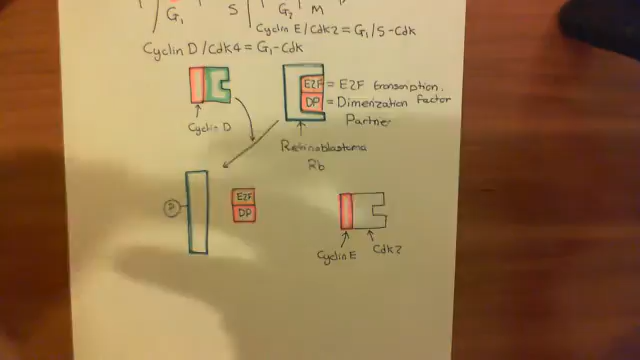 G₁ S G₂ M
Cyclin E/Cdk2 = G₁/S-Cdk
Cyclin D/Cdk4 = G₁-Cdk
E2F = E2F transcription
DP = Dimerization Factor
Partner
Cyclin D
Retinoblastoma
Rb
P
E2F
DP
Cyclin E
Cdk2